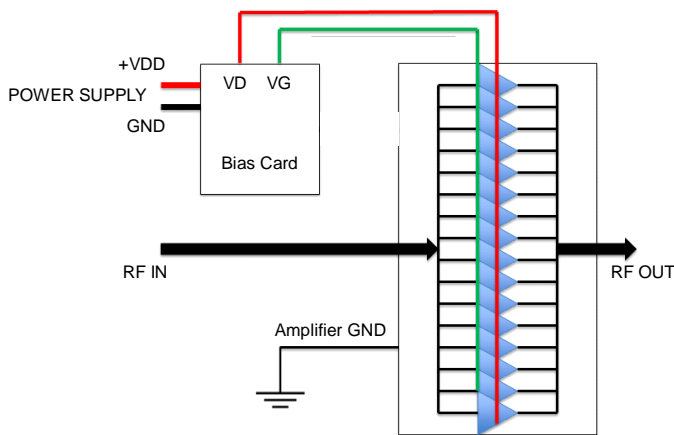 +VDD
VD VG
POWER SUPPLY
GND
Bias Card
RF IN
RF OUT
Amplifier GND